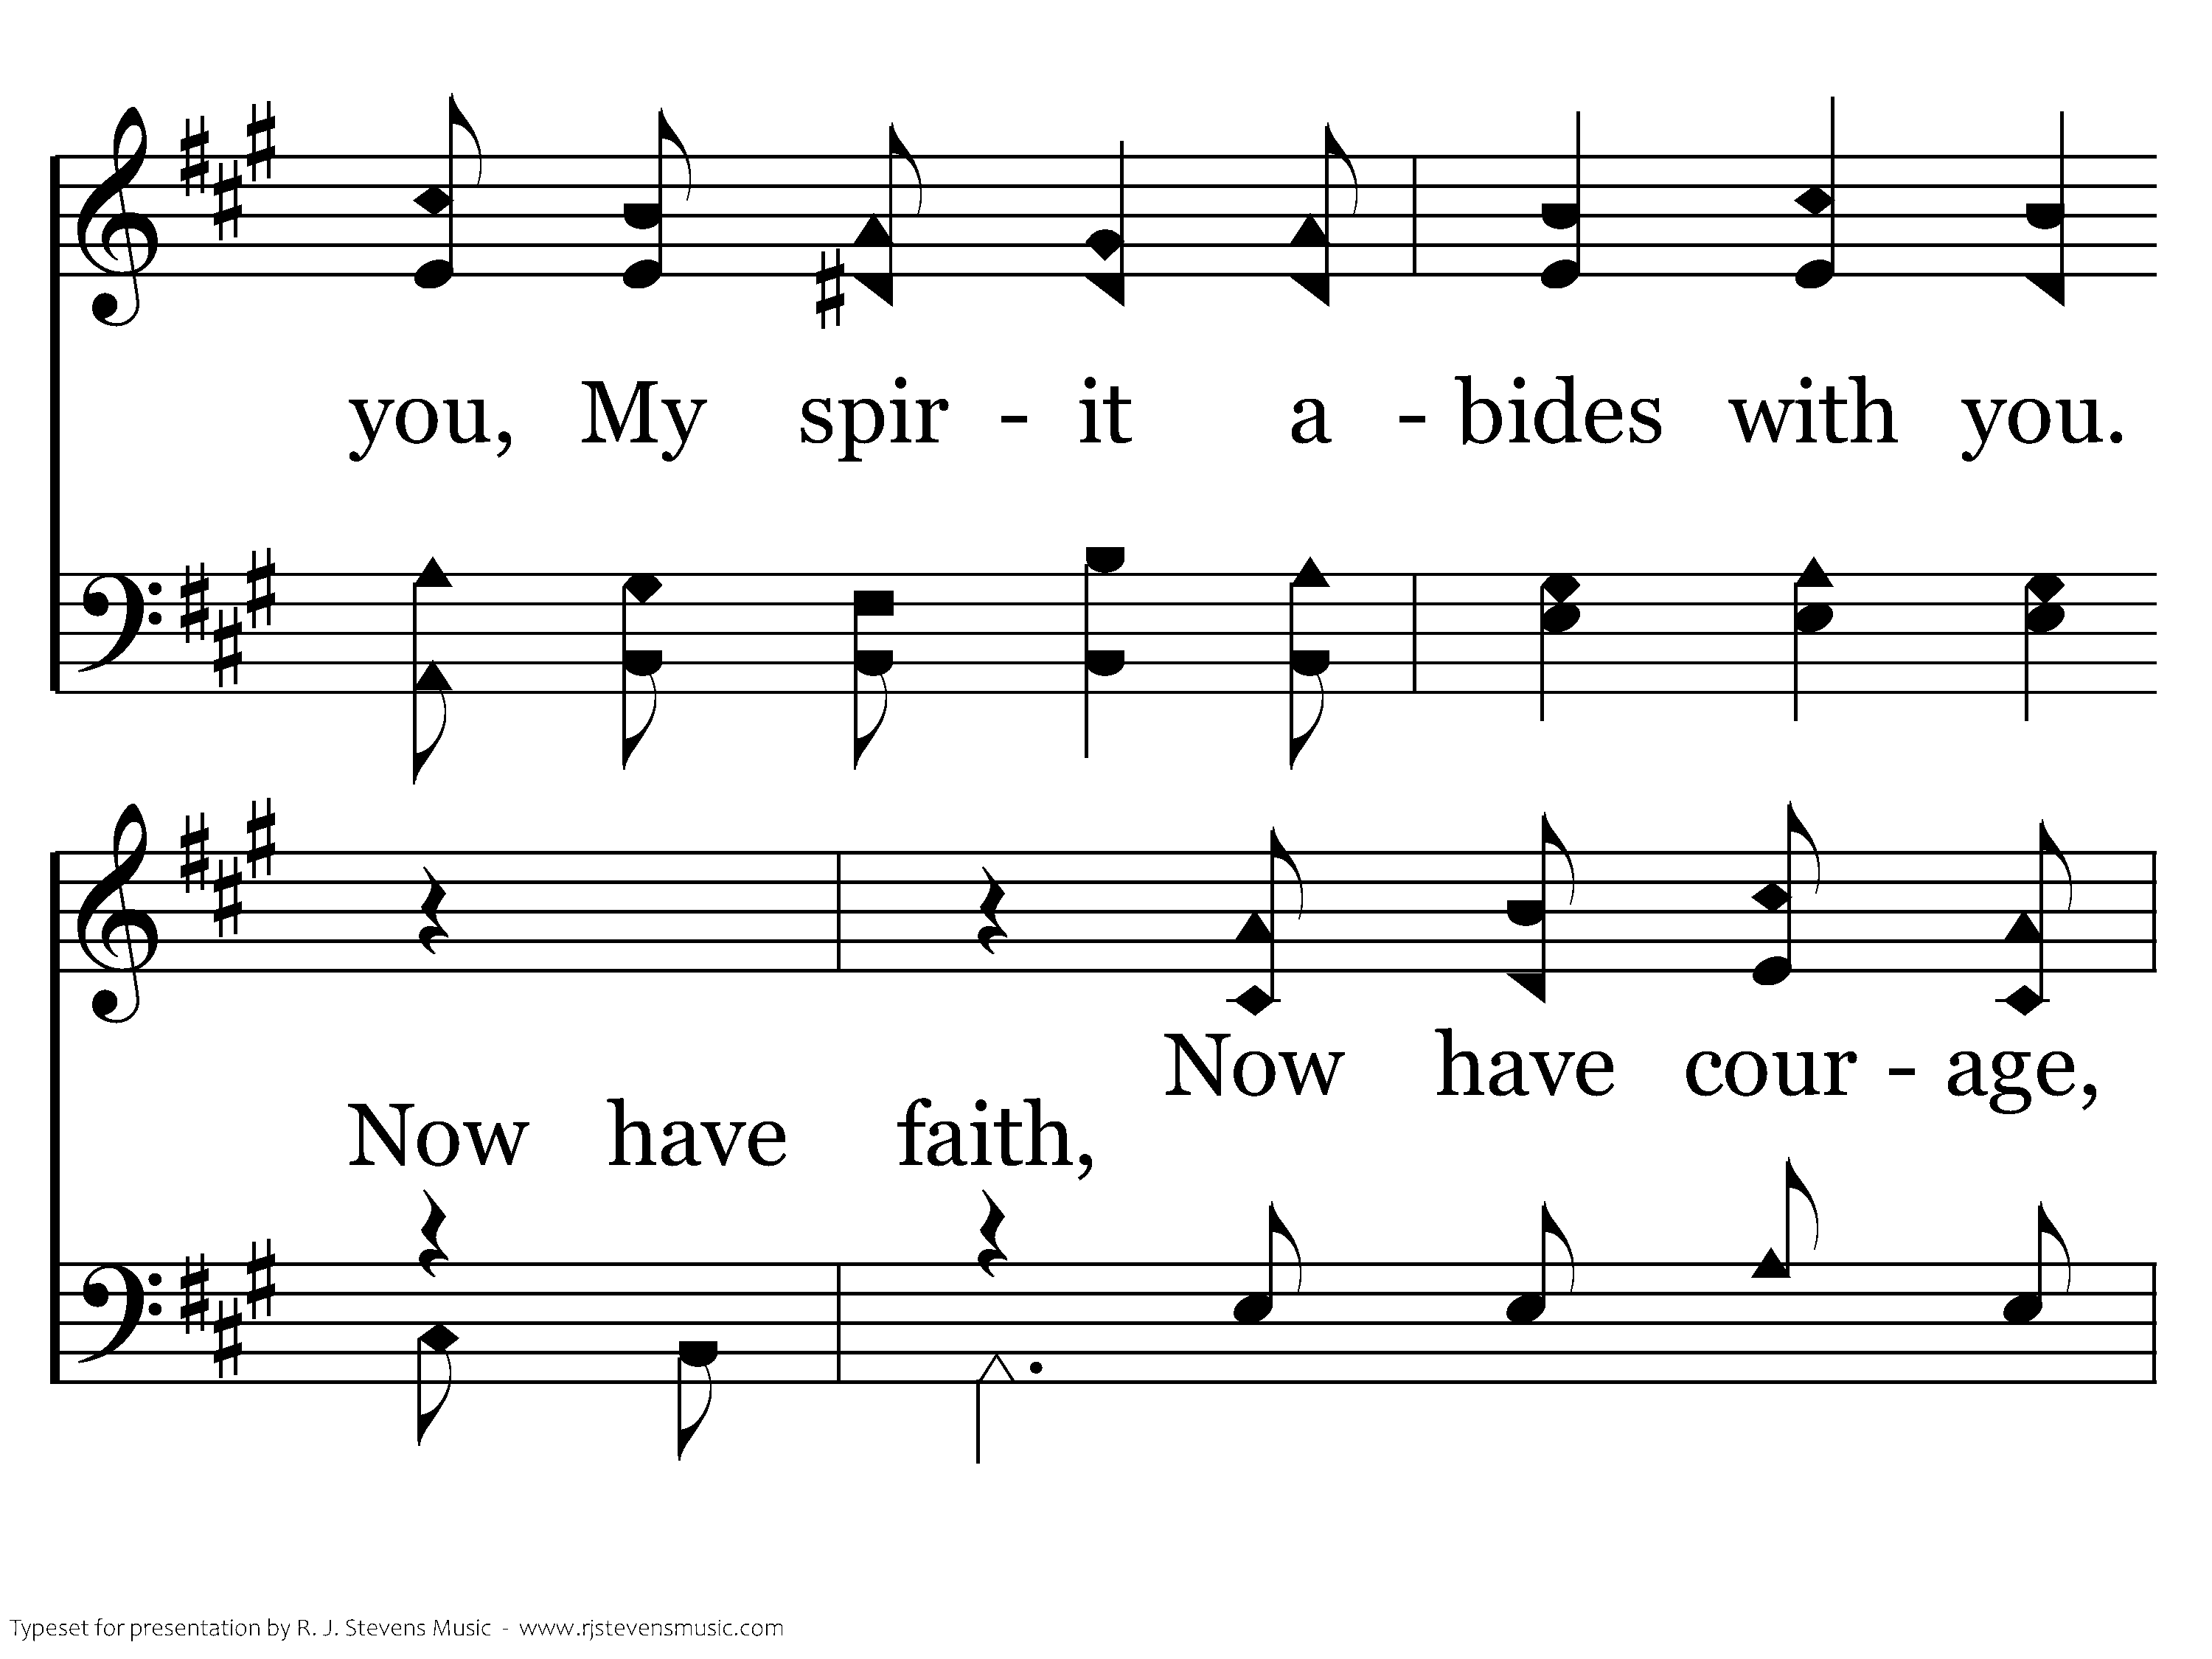 you, My spir - it a - bides with you.
Now have cour - age,
Now have faith,
Typeset for presentation by R. J. Stevens Music - www.rjstevensmusic.com